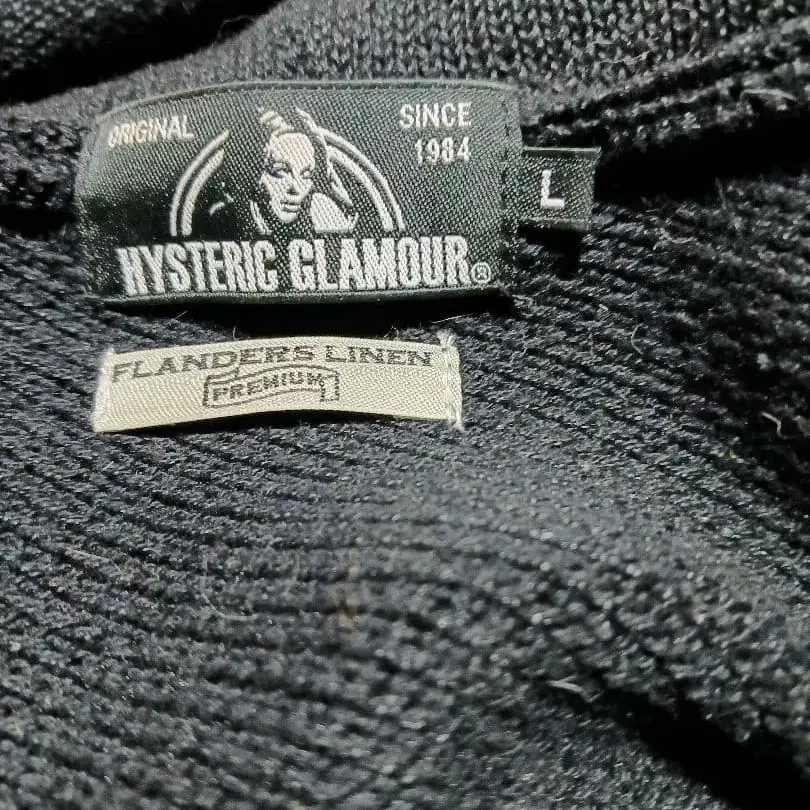 ORIGINAL
SINCE
1984
L
HYSTERIC GLAMOUR®
FLANDERS LINEN
PREMIUM